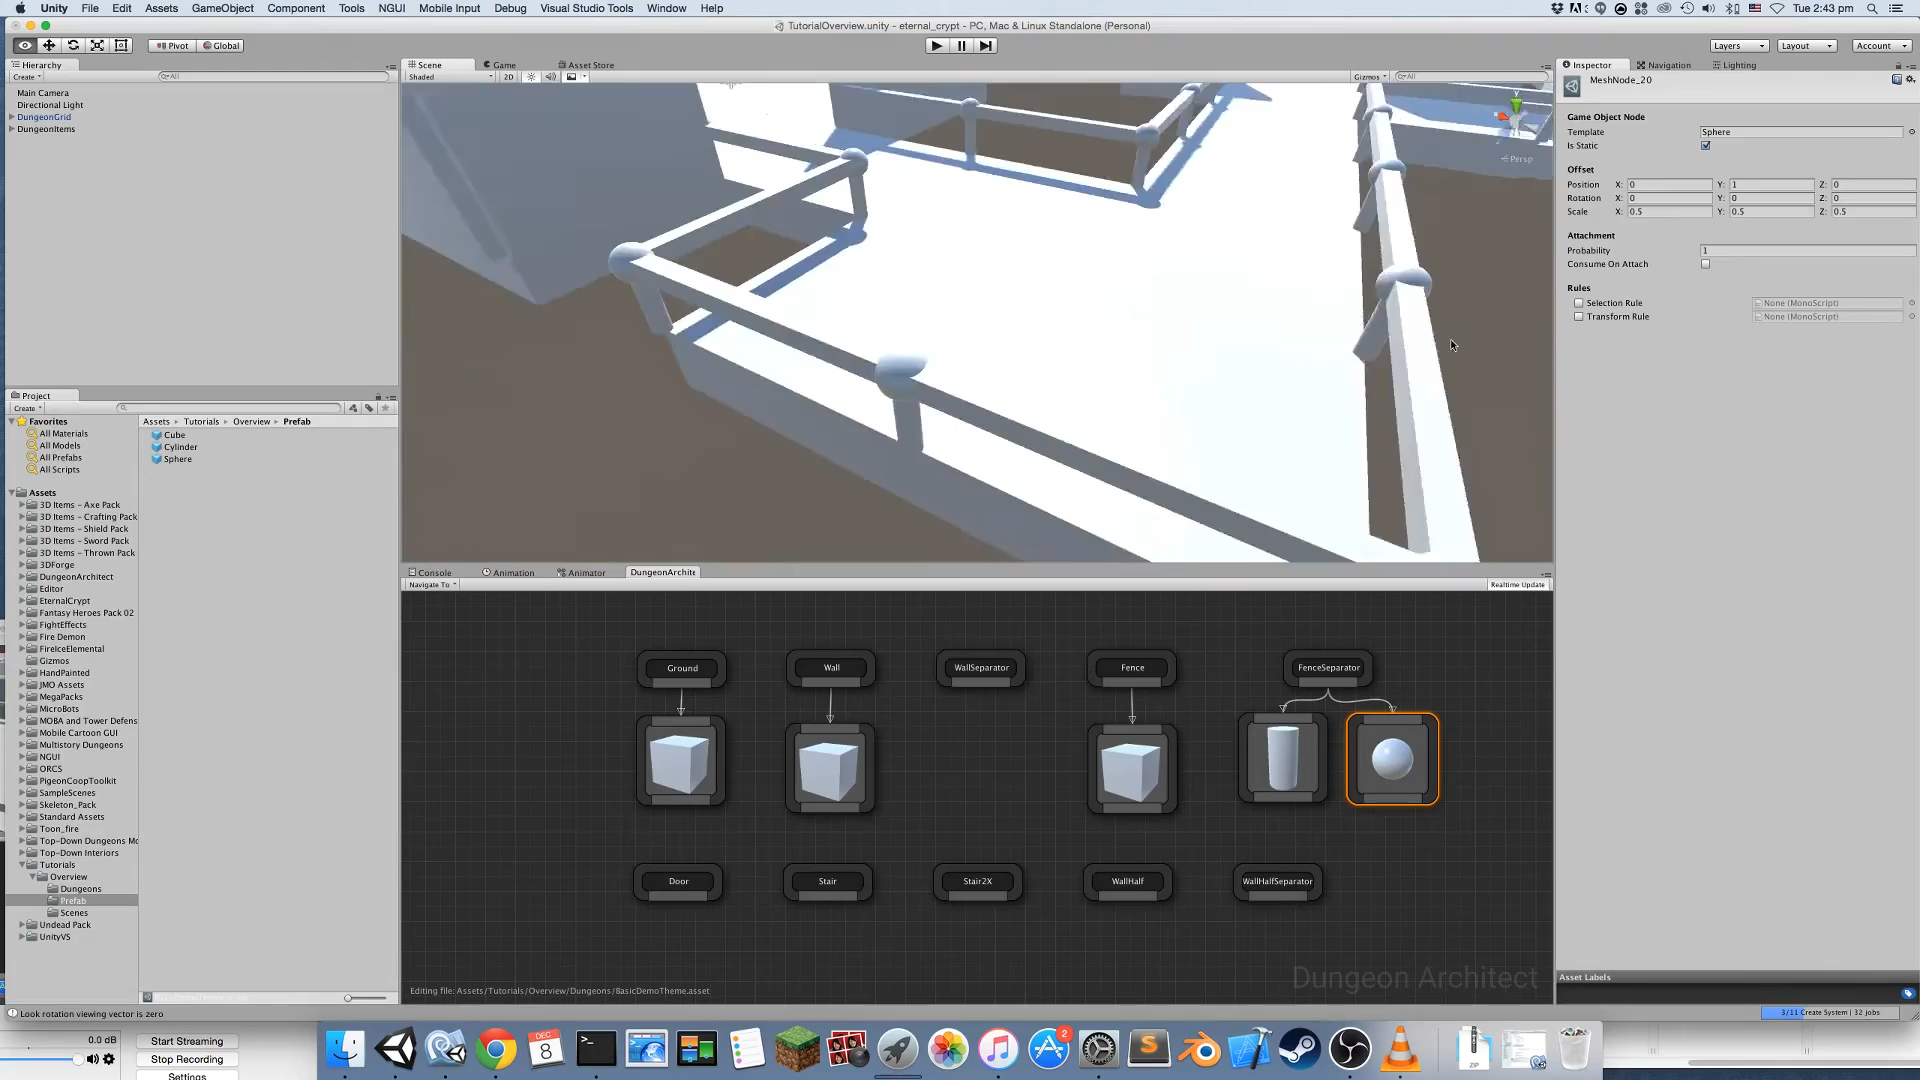 Unity File Edit Assets GameObject Component Tools NGUI Mobile Input Debug Visual Studio Tools Window Help Tue 2:43 pm
TutorialOverview.unity - eternal_crypt - PC, Mac & Linux Standalone (Personal)
Pivot Global Layers Layout Account
Hierarchy
Create All
Main Camera
Directional Light
DungeonGrid
DungeonItems
Scene Game Asset Store
Shaded 2D Gizmos All
y
Persp
Inspector Navigation Lighting
MeshNode_20
Game Object Node
Template Sphere
Is Static
Offset
Position X: 0 Y: 1 Z: 0
Rotation X: 0 Y: 0 Z: 0
Scale X: 0.5 Y: 0.5 Z: 0.5
Attachment
Probability 1
Consume On Attach
Rules
Selection Rule None (MonoScript)
Transform Rule None (MonoScript)
Project
Create
Favorites
All Materials
All Models
All Prefabs
All Scripts
Assets
3D Items - Axe Pack
3D Items - Crafting Pack
3D Items - Shield Pack
3D Items - Sword Pack
3D Items - Thrown Pack
3DForge
DungeonArchitect
Editor
EternalCrypt
Fantasy Heroes Pack 02
FightEffects
Fire Demon
FireIceElemental
Gizmos
HandPainted
JMO Assets
MegaPacks
MicroBots
MOBA and Tower Defens
Mobile Cartoon GUI
Multistory Dungeons
NGUI
ORCS
PigeonCoopToolkit
SampleScenes
Skeleton_Pack
Standard Assets
Toon_fire
Top-Down Dungeons Mo
Top-Down Interiors
Tutorials
Overview
Dungeons
Prefab
Scenes
Undead Pack
UnityVS
Assets Tutorials Overview Prefab
Cube
Cylinder
Sphere
Console Animation Animator DungeonArchite
Navigate To Realtime Update
Ground Wall WallSeparator Fence FenceSeparator
Door Stair Stair2X WallHalf WallHalfSeparator
Dungeon Architect
Editing file: Assets/Tutorials/Overview/Dungeons/BasicDemoTheme.asset
Asset Labels
Look rotation viewing vector is zero
3/11 Create System | 32 jobs
0.0 dB
Start Streaming
Stop Recording
Settings
DEC
8
2
S
ZIP